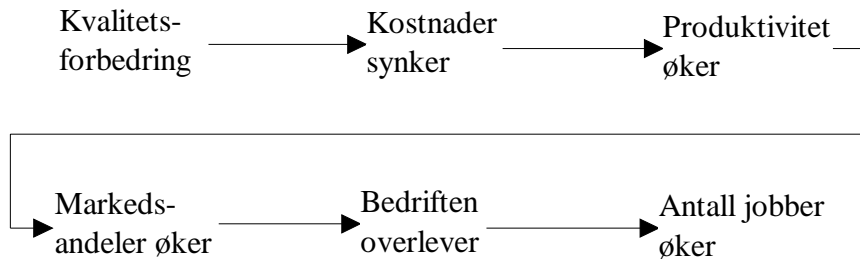 Kvalitets-
forbedring
Kostnader
synker
Produktivitet
øker
Markeds-
andeler øker
Bedriften
overlever
Antall jobber
øker